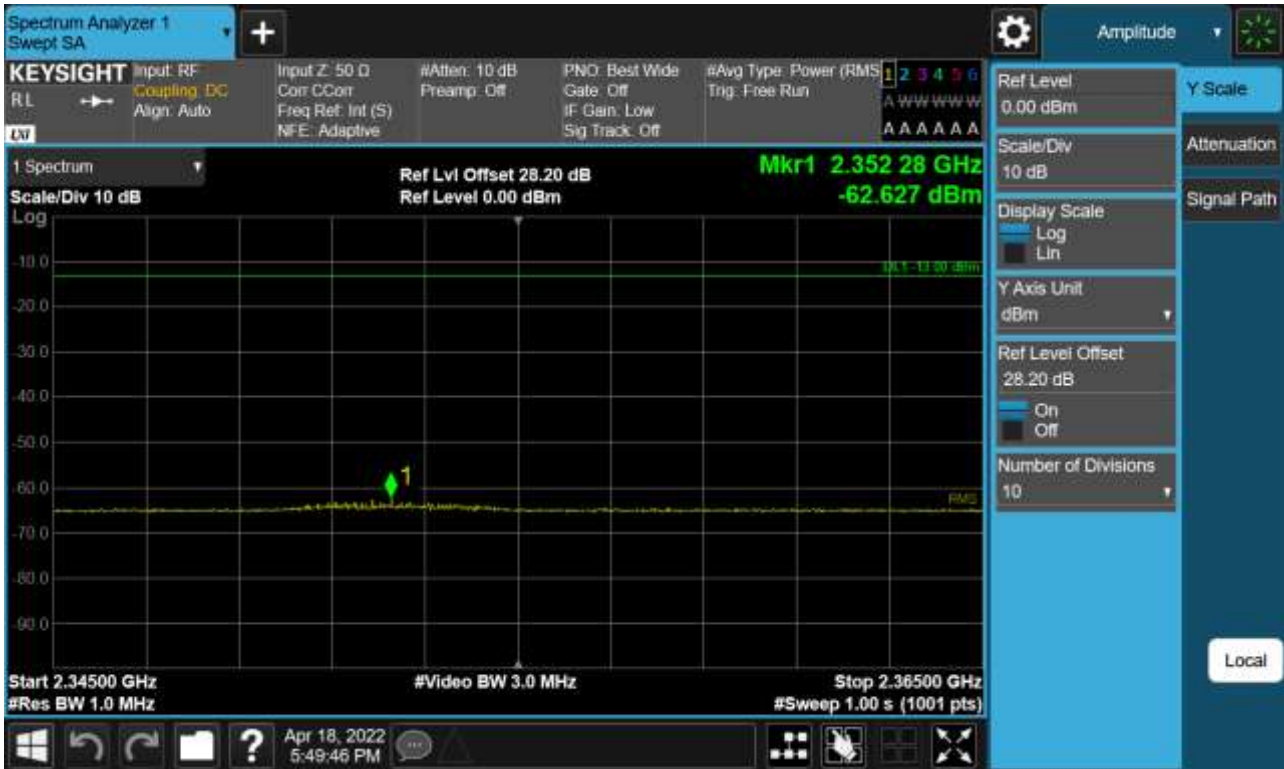 Spectrum Analyzer 1
Swept SA
+
Amplitude
KEYSIGHT
RL
LXI
Input: RF
Coupling: DC
Align: Auto
Input Z: 50 Ω
Corr CCorr
Freq Ref: Int (S)
NFE: Adaptive
#Atten: 10 dB
Preamp: Off
PNO: Best Wide
Gate: Off
IF Gain: Low
Sig Track: Off
#Avg Type: Power (RMS
Trig: Free Run
1 2 3 4 5 6
A W W W W W
A A A A A A
1 Spectrum
Scale/Div 10 dB
Log
Ref Lvl Offset 28.20 dB
Ref Level 0.00 dBm
Mkr1 2.352 28 GHz
-62.627 dBm
DL1 -13.00 dBm
-10.0
-20.0
-30.0
-40.0
-50.0
-60.0
-70.0
-80.0
-90.0
1
RMS
Start 2.34500 GHz
#Res BW 1.0 MHz
#Video BW 3.0 MHz
Stop 2.36500 GHz
#Sweep 1.00 s (1001 pts)
Ref Level
0.00 dBm
Scale/Div
10 dB
Display Scale
Log
Lin
Y Axis Unit
dBm
Ref Level Offset
28.20 dB
On
Off
Number of Divisions
10
Y Scale
Attenuation
Signal Path
Local
?
Apr 18, 2022
5:49:46 PM